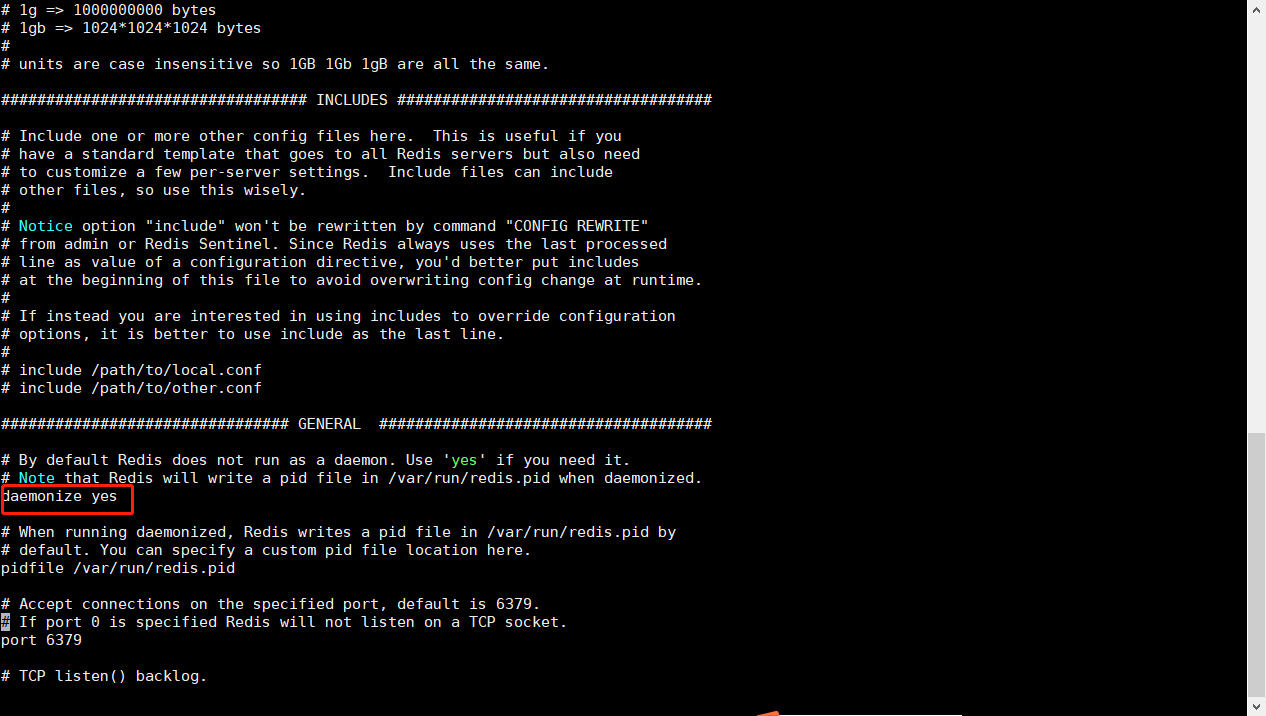 # 1g => 1000000000 bytes
# 1gb => 1024*1024*1024 bytes
#
# units are case insensitive so 1GB 1Gb 1gB are all the same.
################################## INCLUDES ###################################
# Include one or more other config files here.  This is useful if you
# have a standard template that goes to all Redis servers but also need
# to customize a few per-server settings.  Include files can include
# other files, so use this wisely.
#
# Notice option "include" won't be rewritten by command "CONFIG REWRITE"
# from admin or Redis Sentinel. Since Redis always uses the last processed
# line as value of a configuration directive, you'd better put includes
# at the beginning of this file to avoid overwriting config change at runtime.
#
# If instead you are interested in using includes to override configuration
# options, it is better to use include as the last line.
#
# include /path/to/local.conf
# include /path/to/other.conf
################################ GENERAL  #####################################
# By default Redis does not run as a daemon. Use 'yes' if you need it.
# Note that Redis will write a pid file in /var/run/redis.pid when daemonized.
daemonize yes
# When running daemonized, Redis writes a pid file in /var/run/redis.pid by
# default. You can specify a custom pid file location here.
pidfile /var/run/redis.pid
# Accept connections on the specified port, default is 6379.
# If port 0 is specified Redis will not listen on a TCP socket.
port 6379
# TCP listen() backlog.